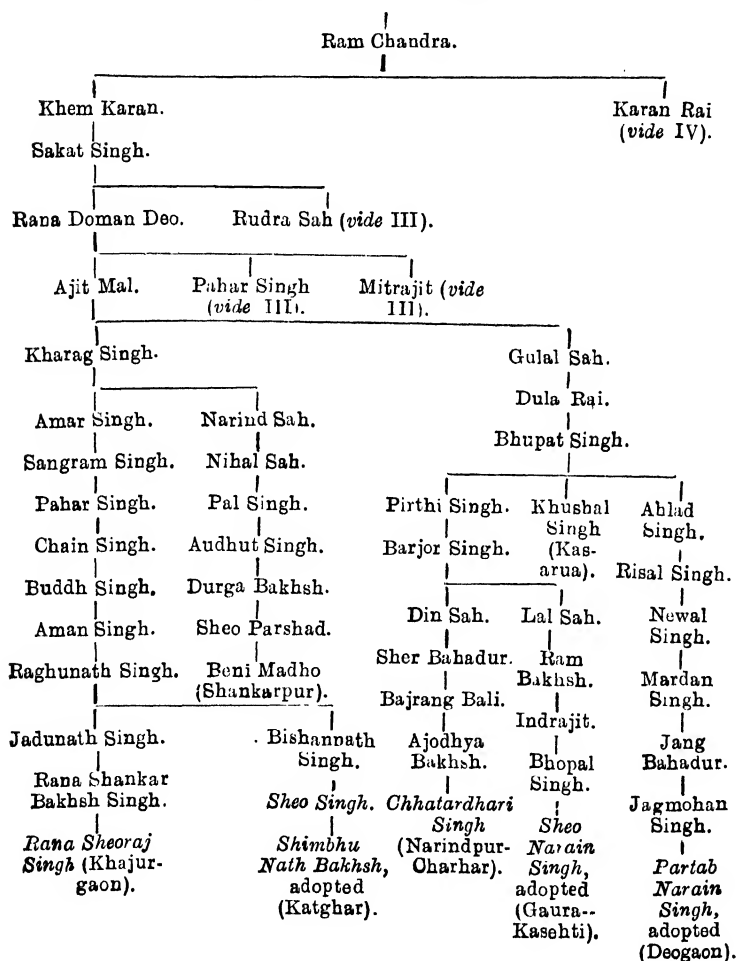 Ram Chandra.
Khem Karan. Karan Rai
(vide IV).
Sakat Singh.
Rana Doman Deo. Rudra Sah (vide III).
Ajit Mal. Pahar Singh Mitrajit (vide
(vide III). III).
Kharag Singh. Gulal Sah.
Dula Rai.
Amar Singh. Narind Sah.
Bhupat Singh.
Sangram Singh. Nihal Sah.
Pahar Singh. Pal Singh. Pirthi Singh. Khushal Ahlad
Singh Singh.
Chain Singh. Audhut Singh. Barjor Singh. (Kas-
arua). Risal Singh.
Buddh Singh. Durga Bakhsh.
Din Sah. Lal Sah. Newal
Aman Singh. Sheo Parshad. Singh.
Sher Bahadur. Ram
Raghunath Singh. Beni Madho Bakhsh. Mardan
(Shankarpur). Singh.
Bajrang Bali.
Indrajit.
Jadunath Singh. Bishannath Ajodhya Jang
Singh. Bakhsh. Bhopal Bahadur.
Rana Shankar Singh.
Bakhsh Singh. Sheo Singh. Chhatardhari Jagmohan
Singh Sheo Singh.
Rana Sheoraj Shimbhu (Narindpur- Narain
Singh (Khajur- Nath Bakhsh, Charhar). Singh, Partab
gaon). adopted adopted Narain
(Katghar). (Gaura-- Singh,
Kasehti). adopted
(Deogaon).